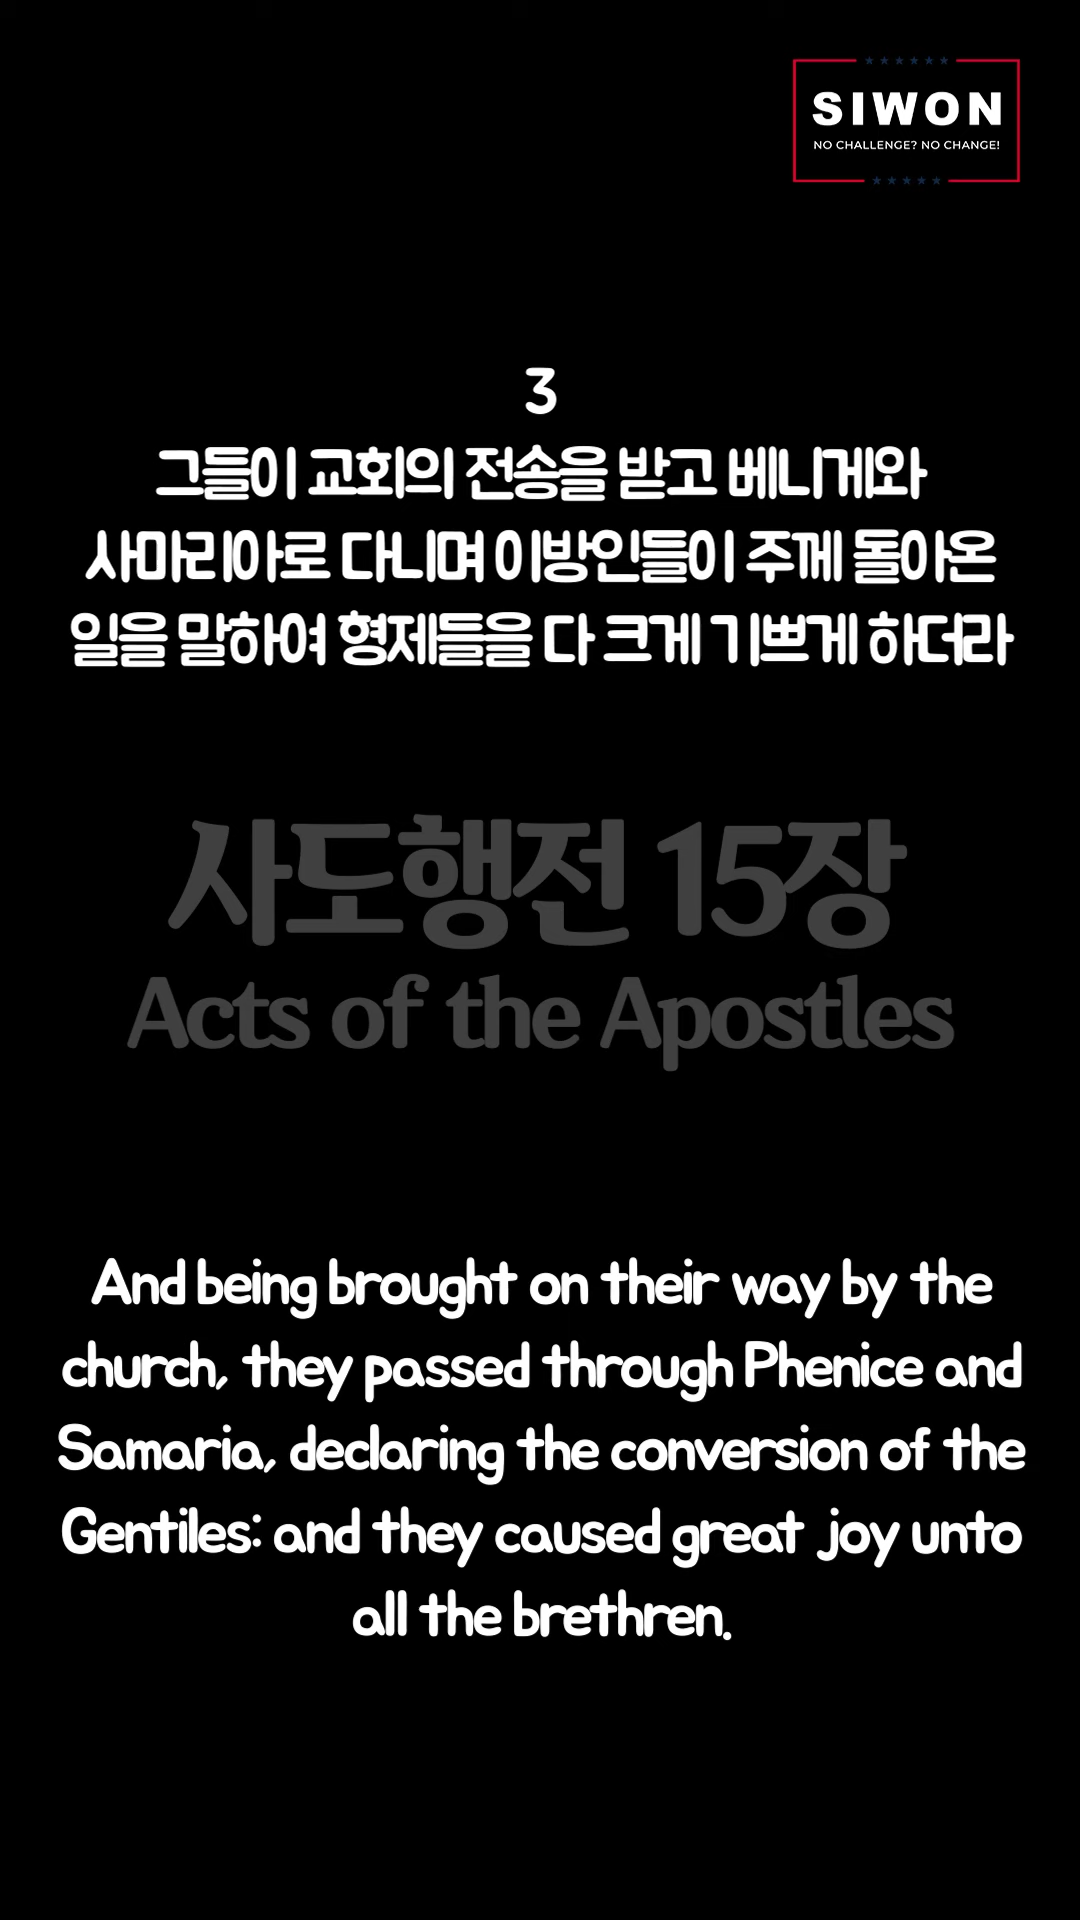 SIWON
NO CHALLENGE? NO CHANGE!
3
그들이 교회의 전송을 받고 베니게와
사마리아로 다니며 이방인들이 주께 돌아온
일을 말하여 형제들을 다 크게 기쁘게 하더라
사도행전 15장
Acts of the Apostles
And being brought on their way by the
church, they passed through Phenice and
Samaria, declaring the conversion of the
Gentiles: and they caused great joy unto
all the brethren.